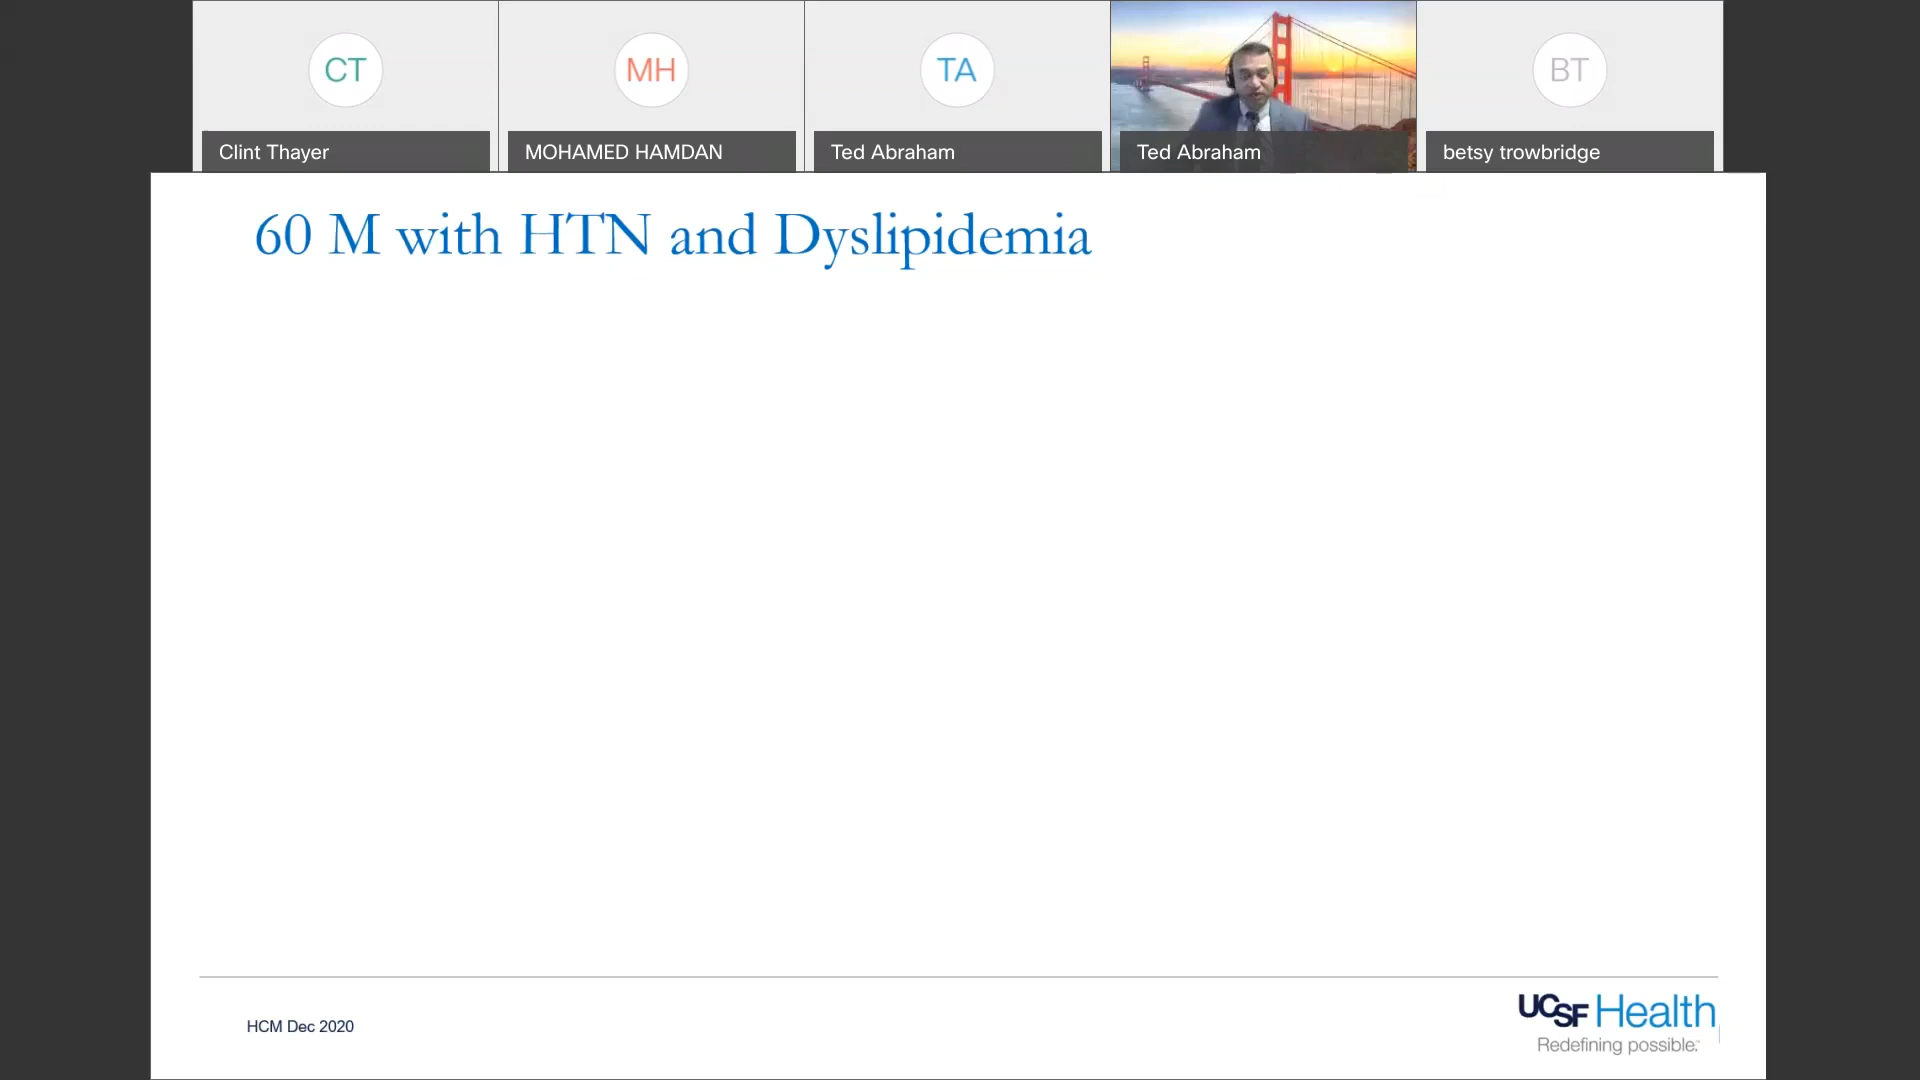 CT
MH
TA
BT
Clint Thayer
MOHAMED HAMDAN
Ted Abraham
Ted Abraham
betsy trowbridge
60 M with HTN and Dyslipidemia
HCM Dec 2020
UCSF Health
Redefining possible.™